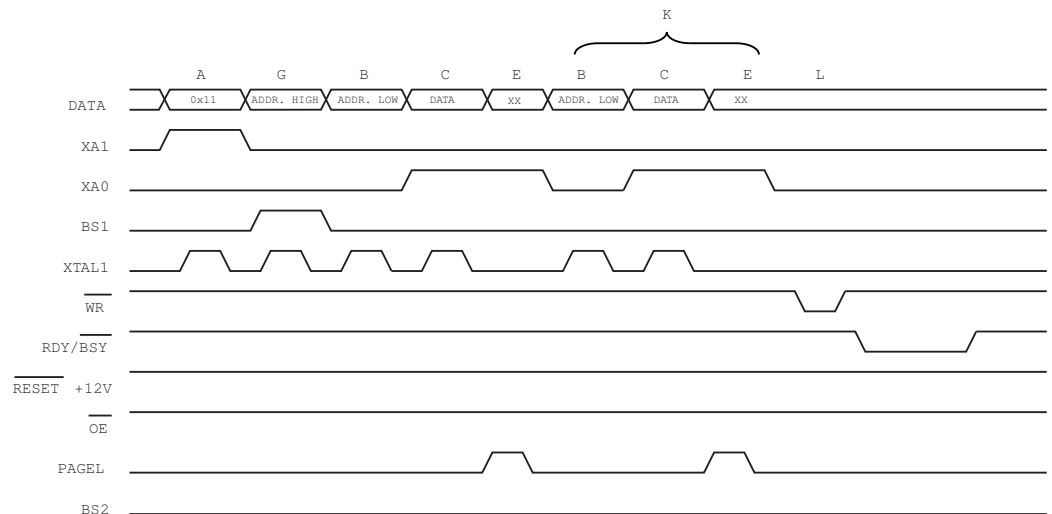 K
A G B C E B C E L
DATA 0x11 ADDR. HIGH ADDR. LOW DATA XX ADDR. LOW DATA XX
XA1
XA0
BS1
XTAL1
WR
RDY/BSY
RESET +12V
OE
PAGEL
BS2